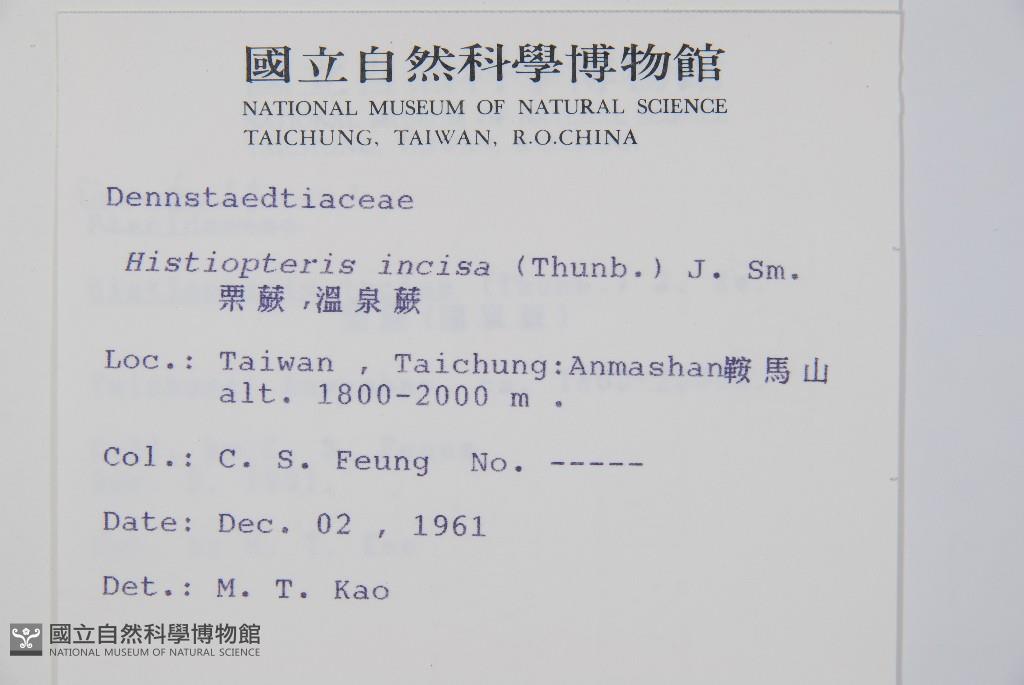 國立自然科學博物館
NATIONAL MUSEUM OF NATURAL SCIENCE
TAICHUNG, TAIWAN, R.O.CHINA
Dennstaedtiaceae
Histiopteris incisa (Thunb.) J. Sm.
栗蕨,溫泉蕨
Loc.: Taiwan , Taichung:Anmashan鞍馬山
alt. 1800-2000 m .
Col.: C. S. Feung No. -----
Date: Dec. 02 , 1961
Det.: M. T. Kao
國立自然科學博物館
NATIONAL MUSEUM OF NATURAL SCIENCE